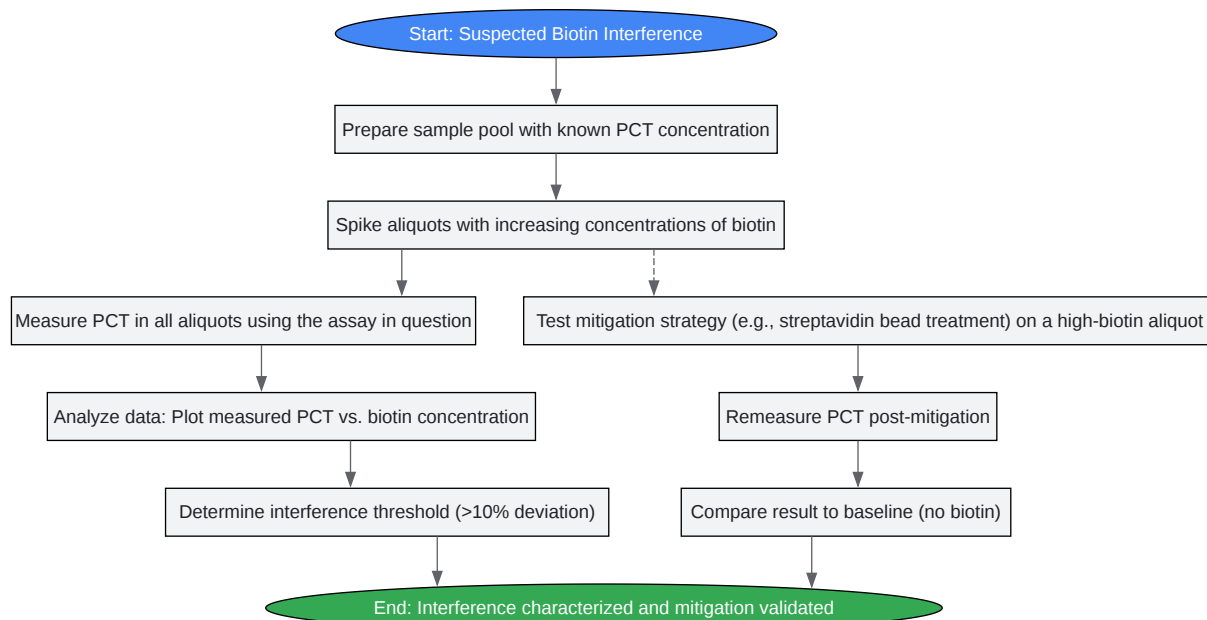 Start: Suspected Biotin Interference
Prepare sample pool with known PCT concentration
Spike aliquots with increasing concentrations of biotin
Measure PCT in all aliquots using the assay in question
Test mitigation strategy (e.g., streptavidin bead treatment) on a high-biotin aliquot
Analyze data: Plot measured PCT vs. biotin concentration
Remeasure PCT post-mitigation
Determine interference threshold (>10% deviation)
Compare result to baseline (no biotin)
End: Interference characterized and mitigation validated